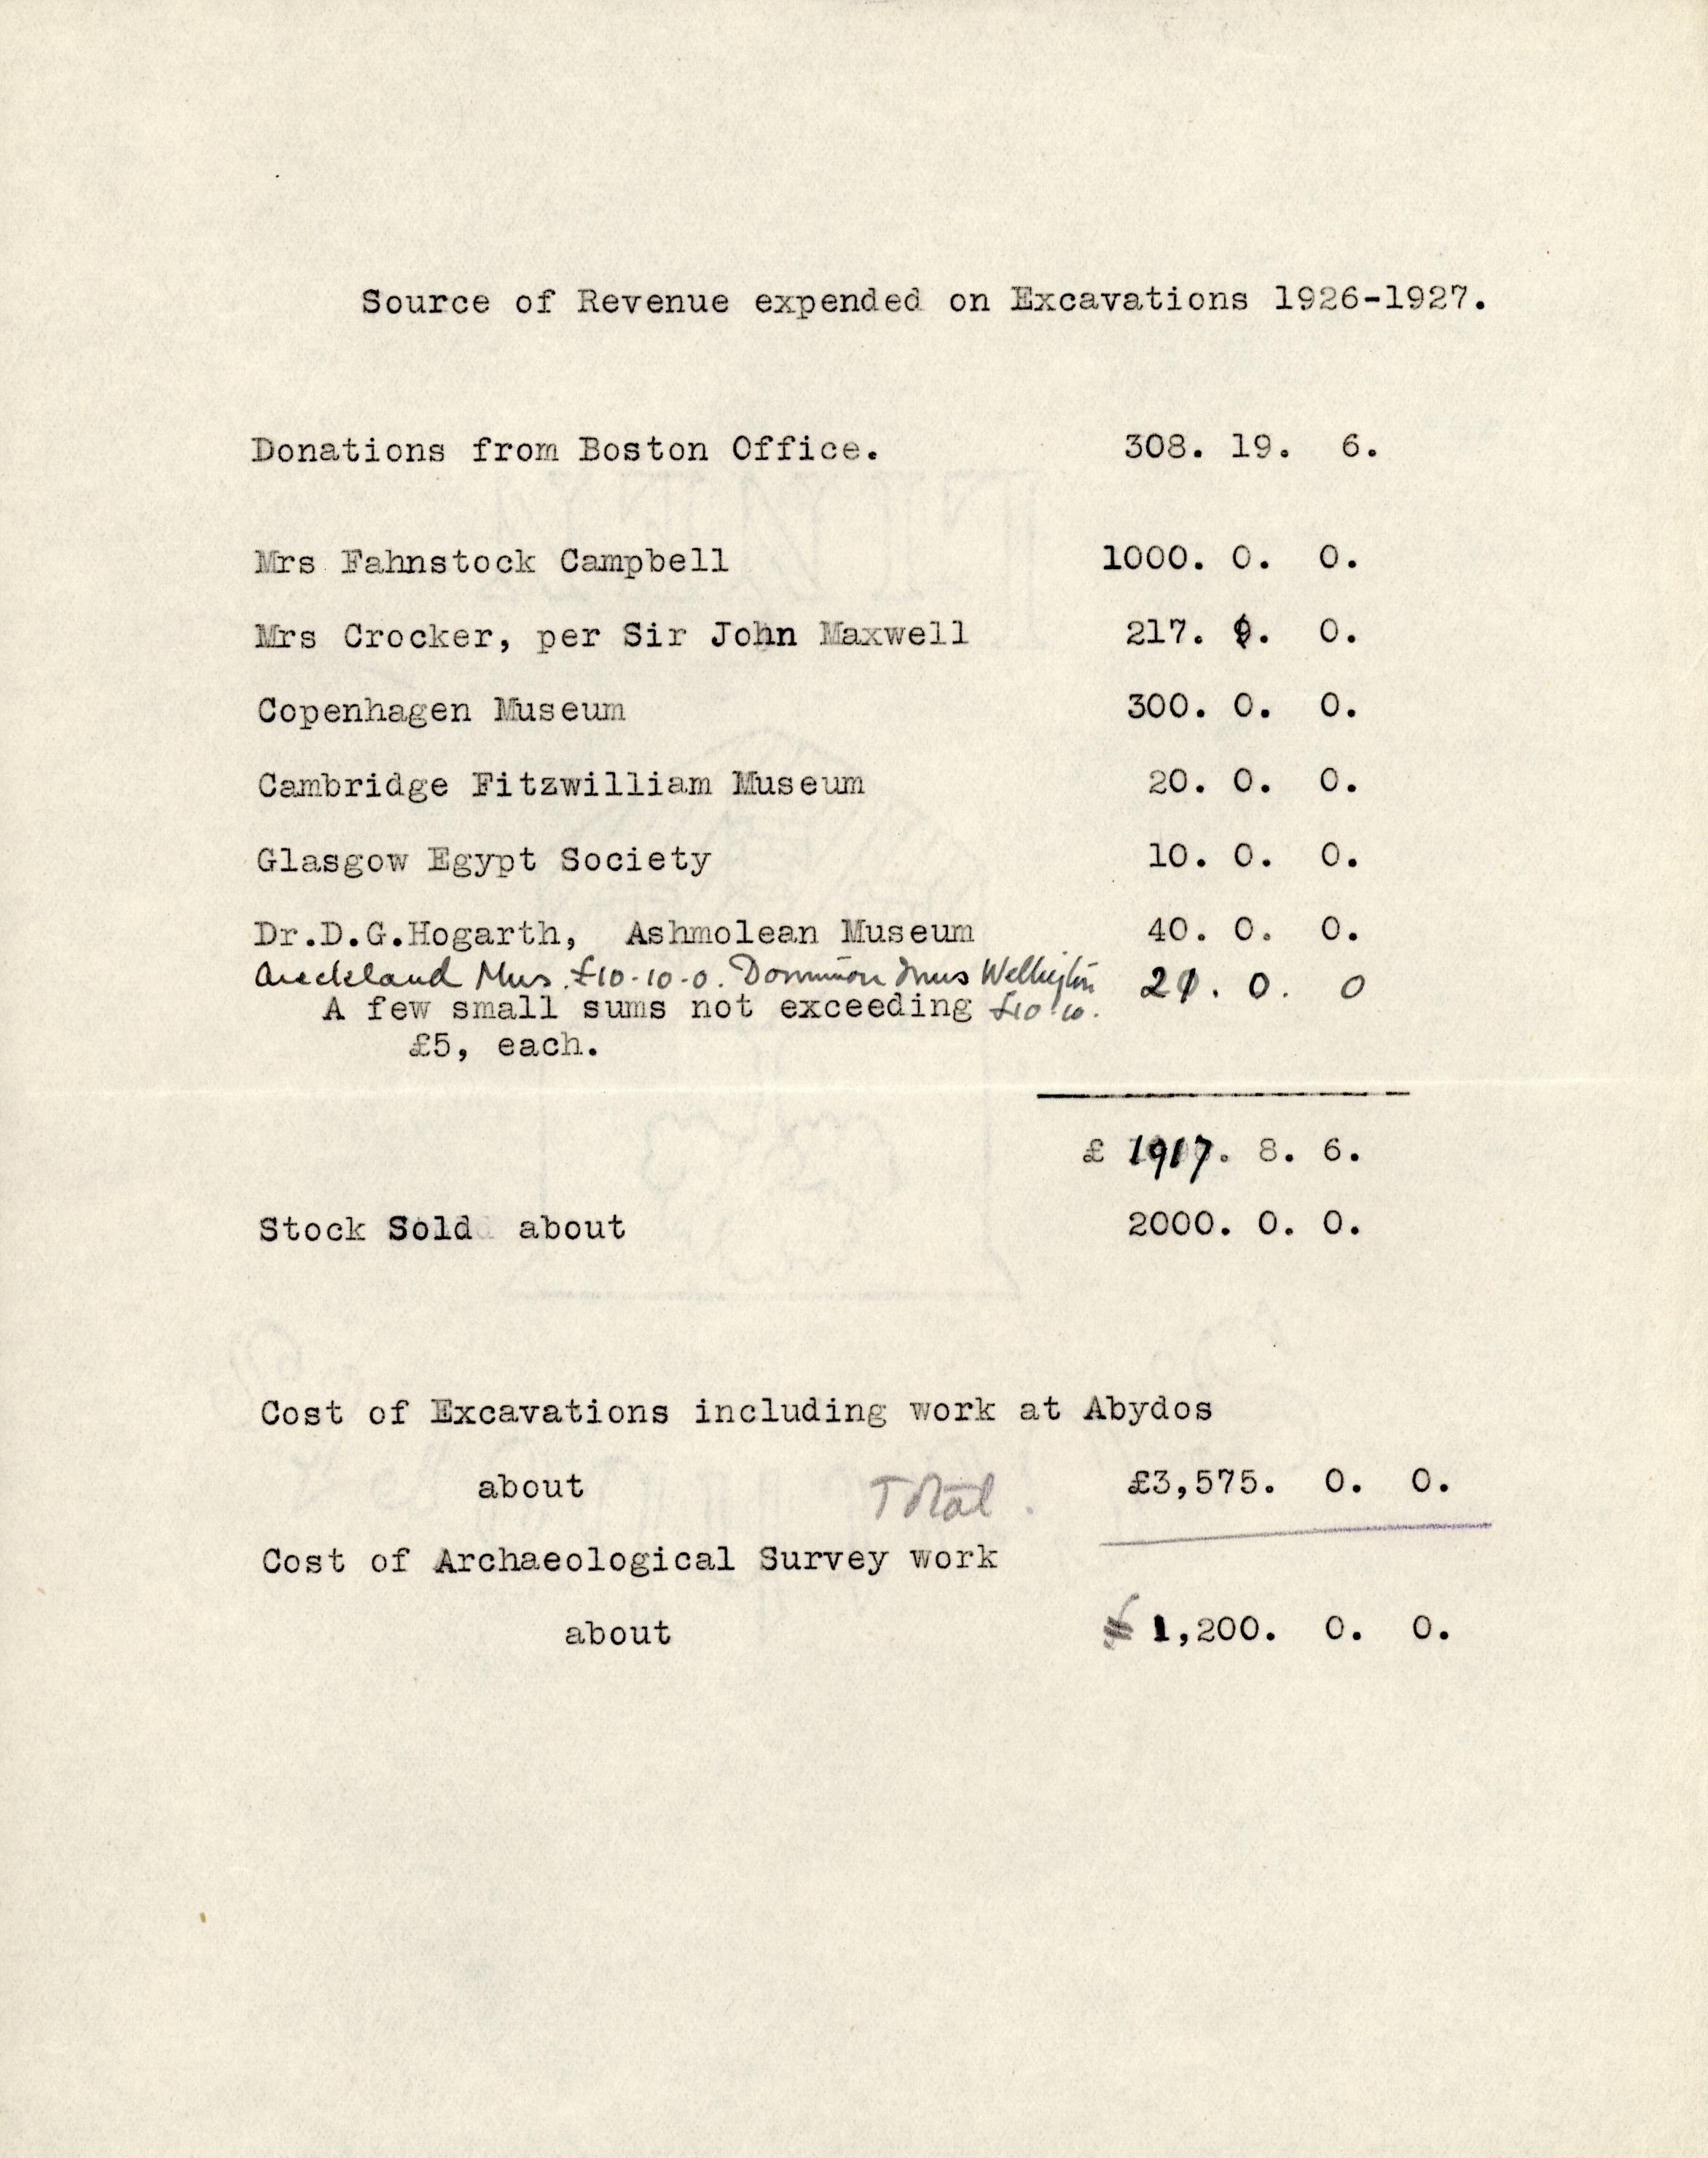 Source of Revenue expended on Excavations 1926-1927.
Donations from Boston Office. 308. 19. 6.
Mrs Fahnstock Campbell 1000. 0. 0.
Mrs Crocker, per Sir John Maxwell 217. 9. 0.
Copenhagen Museum 300. 0. 0.
Cambridge Fitzwilliam Museum 20. 0. 0.
Glasgow Egypt Society 10. 0. 0.
Dr.D.G.Hogarth, Ashmolean Museum 40. 0. 0.
Auckland Mus. £10-10-0. Dominion Mus Wellington 21. 0. 0
A few small sums not exceeding £10.10.
£5, each.
£ 1917. 8. 6.
Stock Sold about 2000. 0. 0.
Cost of Excavations including work at Abydos
about Total. £3,575. 0. 0.
Cost of Archaeological Survey work
about £ 1,200. 0. 0.